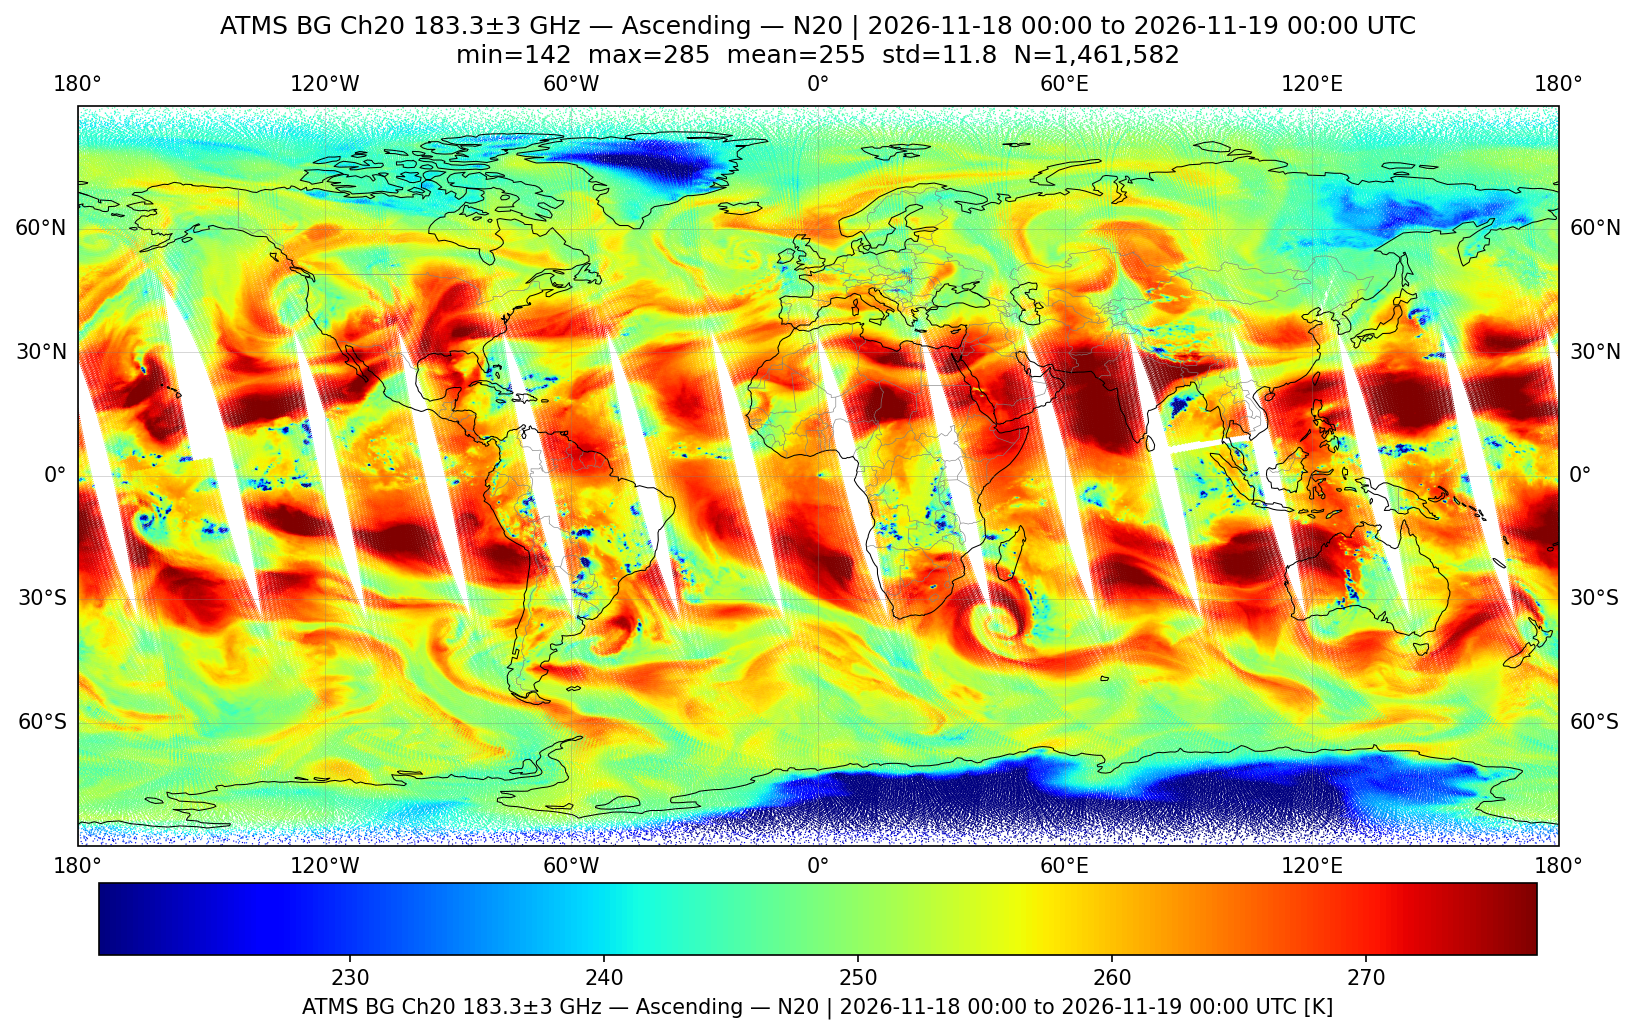 ATMS BG Ch20 183.3±3 GHz — Ascending — N20 | 2026-11-18 00:00 to 2026-11-19 00:00 UTC
min=142  max=285  mean=255  std=11.8  N=1,461,582
180° 120°W 60°W 0° 60°E 120°E 180°
60°N 60°N
30°N 30°N
0° 0°
30°S 30°S
60°S 60°S
180° 120°W 60°W 0° 60°E 120°E 180°
230 240 250 260 270
ATMS BG Ch20 183.3±3 GHz — Ascending — N20 | 2026-11-18 00:00 to 2026-11-19 00:00 UTC [K]